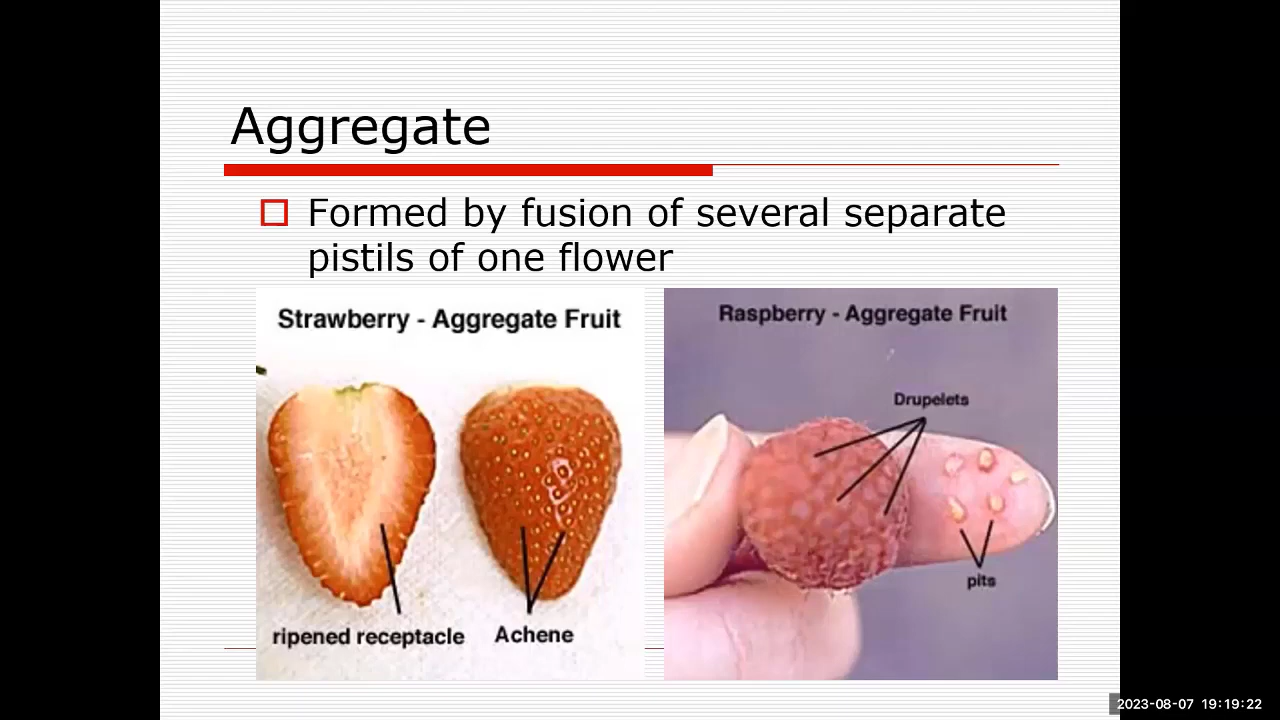 Aggregate
Formed by fusion of several separate
pistils of one flower
Strawberry - Aggregate Fruit
ripened receptacle
Achene
Raspberry - Aggregate Fruit
Drupelets
pits
2023-08-07 19:19:22